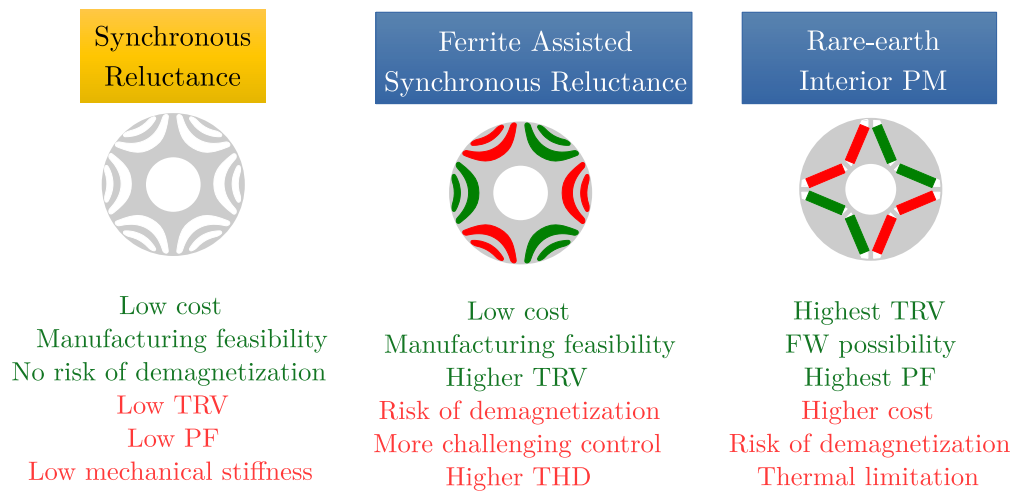 Synchronous
Reluctance
Low cost
Manufacturing feasibility
No risk of demagnetization
Low TRV
Low PF
Low mechanical stiffness
Ferrite Assisted
Synchronous Reluctance
Low cost
Manufacturing feasibility
Higher TRV
Risk of demagnetization
More challenging control
Higher THD
Rare-earth
Interior PM
Highest TRV
FW possibility
Highest PF
Higher cost
Risk of demagnetization
Thermal limitation